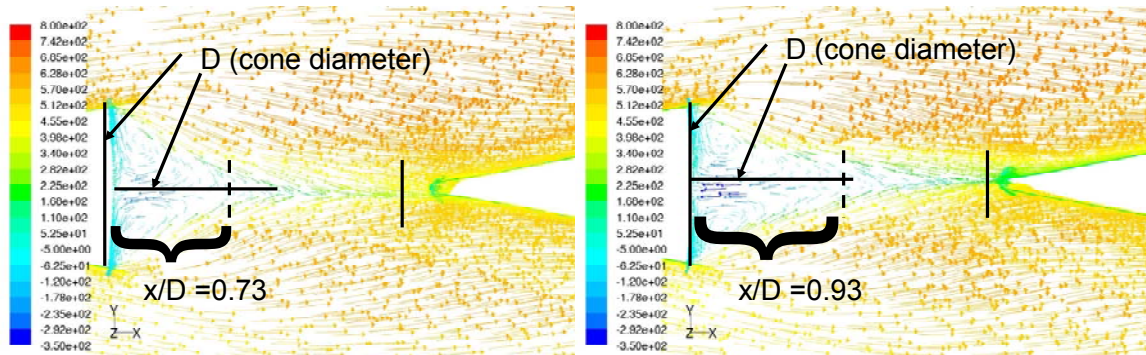 8.00e+02
7.42e+02
6.85e+02
6.28e+02
5.70e+02
5.12e+02
4.55e+02
3.98e+02
3.40e+02
2.82e+02
2.25e+02
1.68e+02
1.10e+02
5.25e+01
-5.00e+00
-6.25e+01
-1.20e+02
-1.78e+02
-2.35e+02
-2.92e+02
-3.50e+02
D (cone diameter)
x/D =0.73
Y
Z X
8.00e+02
7.42e+02
6.85e+02
6.28e+02
5.70e+02
5.12e+02
4.55e+02
3.98e+02
3.40e+02
2.82e+02
2.25e+02
1.68e+02
1.10e+02
5.25e+01
-5.00e+00
-6.25e+01
-1.20e+02
-1.78e+02
-2.35e+02
-2.92e+02
-3.50e+02
D (cone diameter)
x/D =0.93
Y
Z X